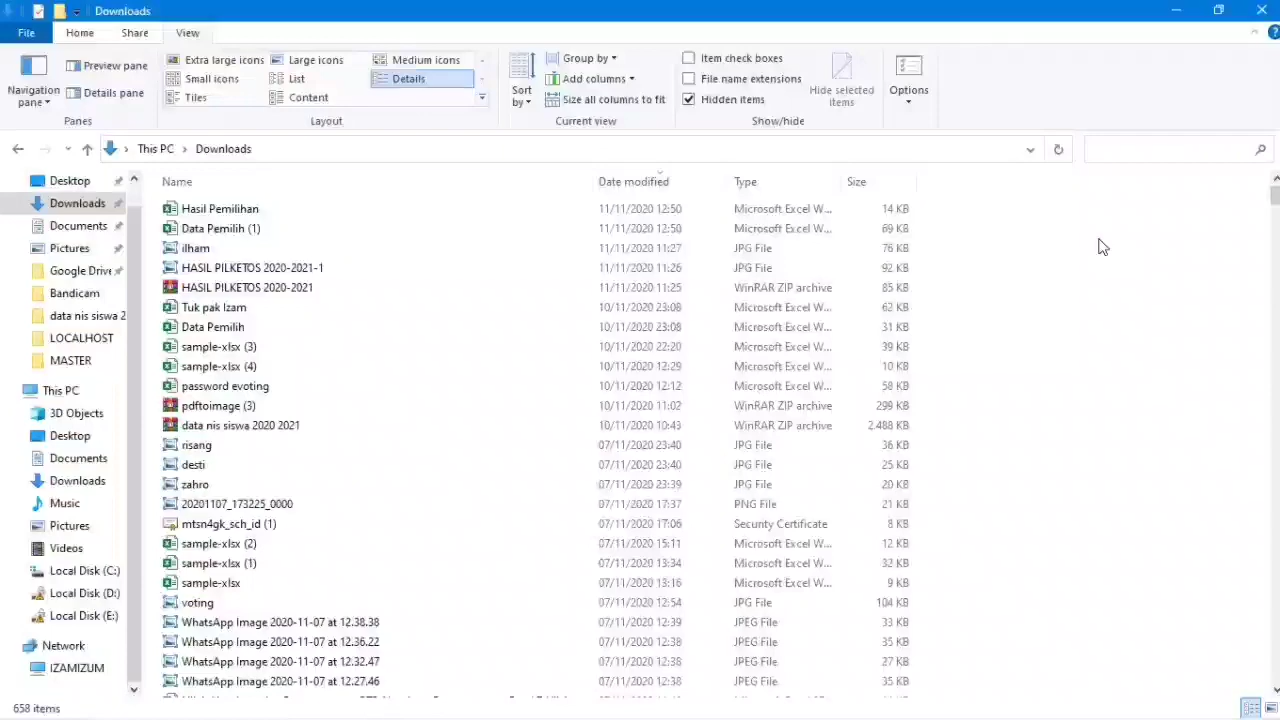 Downloads
File Home Share View
Preview pane
Details pane
Navigation pane
Panes
Extra large icons Large icons Medium icons
Small icons List Details
Tiles Content
Layout
Sort by
Group by
Add columns
Size all columns to fit
Current view
Item check boxes
File name extensions
Hidden items
Hide selected items
Show/hide
Options
This PC > Downloads
Desktop
Downloads
Documents
Pictures
Google Drive
Bandicam
data nis siswa 2
LOCALHOST
MASTER
This PC
3D Objects
Desktop
Documents
Downloads
Music
Pictures
Videos
Local Disk (C:)
Local Disk (D:)
Local Disk (E:)
Network
IZAMIZUM
Name Date modified Type Size
Hasil Pemilihan 11/11/2020 12:50 Microsoft Excel W... 14 KB
Data Pemilih (1) 11/11/2020 12:50 Microsoft Excel W... 69 KB
ilham 11/11/2020 11:27 JPG File 76 KB
HASIL PILKETOS 2020-2021-1 11/11/2020 11:26 JPG File 92 KB
HASIL PILKETOS 2020-2021 11/11/2020 11:25 WinRAR ZIP archive 85 KB
Tuk pak Izam 10/11/2020 23:08 Microsoft Excel W... 62 KB
Data Pemilih 10/11/2020 23:08 Microsoft Excel W... 31 KB
sample-xlsx (3) 10/11/2020 22:20 Microsoft Excel W... 39 KB
sample-xlsx (4) 10/11/2020 12:29 Microsoft Excel W... 10 KB
password evoting 10/11/2020 12:12 Microsoft Excel W... 58 KB
pdftoimage (3) 10/11/2020 11:02 WinRAR ZIP archive 299 KB
data nis siswa 2020 2021 10/11/2020 10:43 WinRAR ZIP archive 2.488 KB
risang 07/11/2020 23:40 JPG File 36 KB
desti 07/11/2020 23:40 JPG File 25 KB
zahro 07/11/2020 23:39 JPG File 20 KB
20201107_173225_0000 07/11/2020 17:37 PNG File 21 KB
mtsn4gk_sch_id (1) 07/11/2020 17:06 Security Certificate 8 KB
sample-xlsx (2) 07/11/2020 15:11 Microsoft Excel W... 12 KB
sample-xlsx (1) 07/11/2020 13:34 Microsoft Excel W... 32 KB
sample-xlsx 07/11/2020 13:16 Microsoft Excel W... 9 KB
voting 07/11/2020 12:54 JPG File 104 KB
WhatsApp Image 2020-11-07 at 12.38.38 07/11/2020 12:39 JPEG File 33 KB
WhatsApp Image 2020-11-07 at 12.36.22 07/11/2020 12:38 JPEG File 35 KB
WhatsApp Image 2020-11-07 at 12.32.47 07/11/2020 12:38 JPEG File 27 KB
WhatsApp Image 2020-11-07 at 12.27.46 07/11/2020 12:38 JPEG File 35 KB
658 items